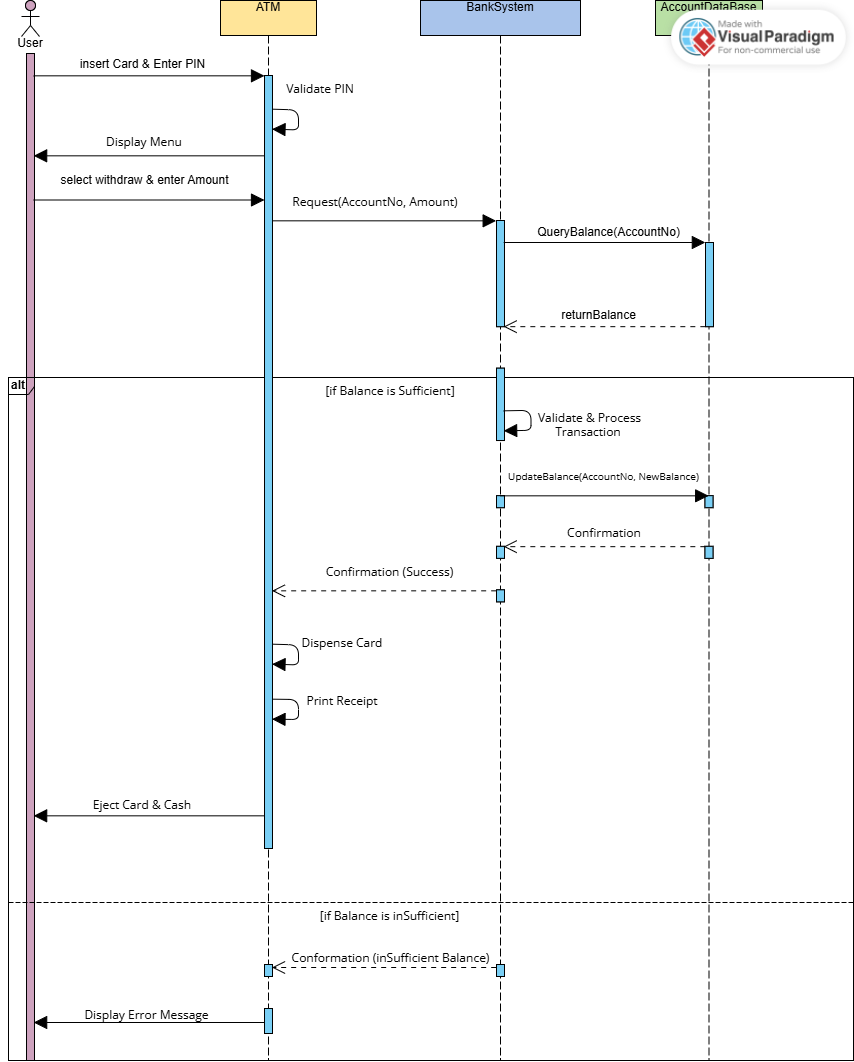 ATM
BankSystem
AccountDataBase
Made with
VisualParadigm
For non-commercial use
User
insert Card & Enter PIN
Validate PIN
Display Menu
select withdraw & enter Amount
Request(AccountNo, Amount)
QueryBalance(AccountNo)
returnBalance
alt
[if Balance is Sufficient]
Validate & Process
Transaction
UpdateBalance(AccountNo, NewBalance)
Confirmation
Confirmation (Success)
Dispense Card
Print Receipt
Eject Card & Cash
[if Balance is inSufficient]
Conformation (inSufficient Balance)
Display Error Message